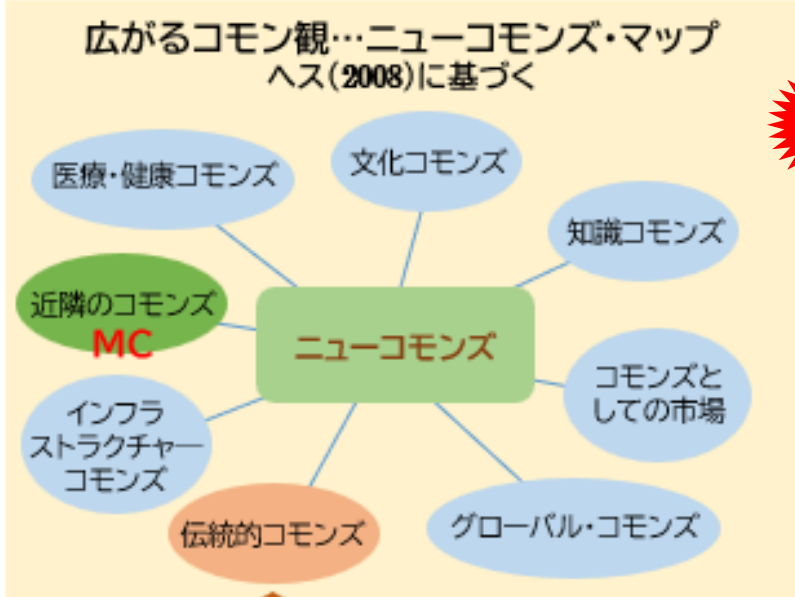 広がるコモン観…ニューコモンズ・マップ
ヘス(2008)に基づく
医療・健康コモンズ
文化コモンズ
知識コモンズ
近隣のコモンズ
MC
ニューコモンズ
コモンズと
しての市場
インフラ
ストラクチャー
コモンズ
伝統的コモンズ
グローバル・コモンズ